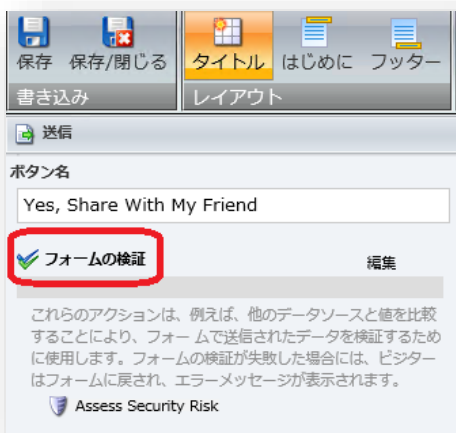 保存 保存/閉じる タイトル はじめに フッター
書き込み レイアウト
送信
ボタン名
Yes, Share With My Friend
フォームの検証 編集
これらのアクションは、例えば、他のデータソースと値を比較
することにより、フォー ムで送信されたデータを検証するため
に使用します。フォームの検証が失敗した場合には、ビジター
はフォームに戻され、エラーメッセージが表示されます。
Assess Security Risk